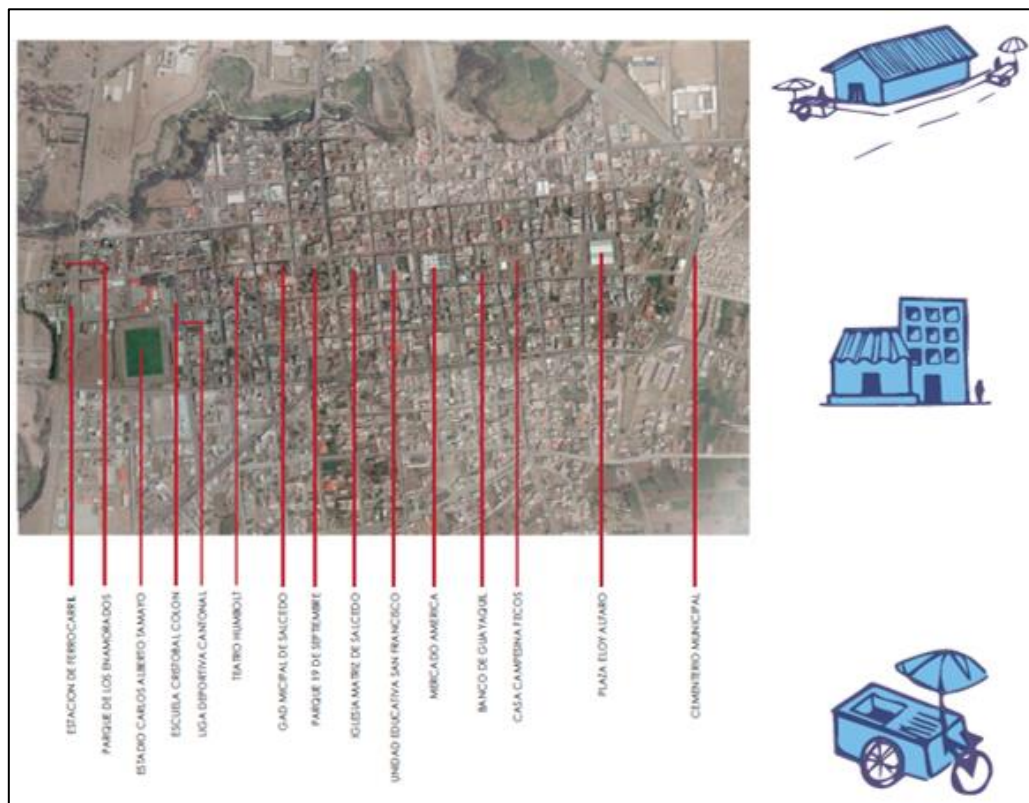 ESTACION DE FERROCARRIL
PARQUE DE LOS ENAMORADOS
ESTADIO CARLOS ALBERTO TAMAYO
ESCUELA CRISTOBAL COLON
LIGA DEPORTIVA CANTONAL
TEATRO HUMBOLT
GAD MICIPAL DE SALCEDO
PARQUE 19 DE SEPTIEMBRE
IGLESIA MATRIZ DE SALCEDO
UNIDAD EDUCATIVA SAN FRANCISCO
MERCADO AMERICA
BANCO DE GUAYAQUIL
CASA CAMPESINA
PLAZA ELOY ALFARO
CEMENTERIO MUNICIPAL